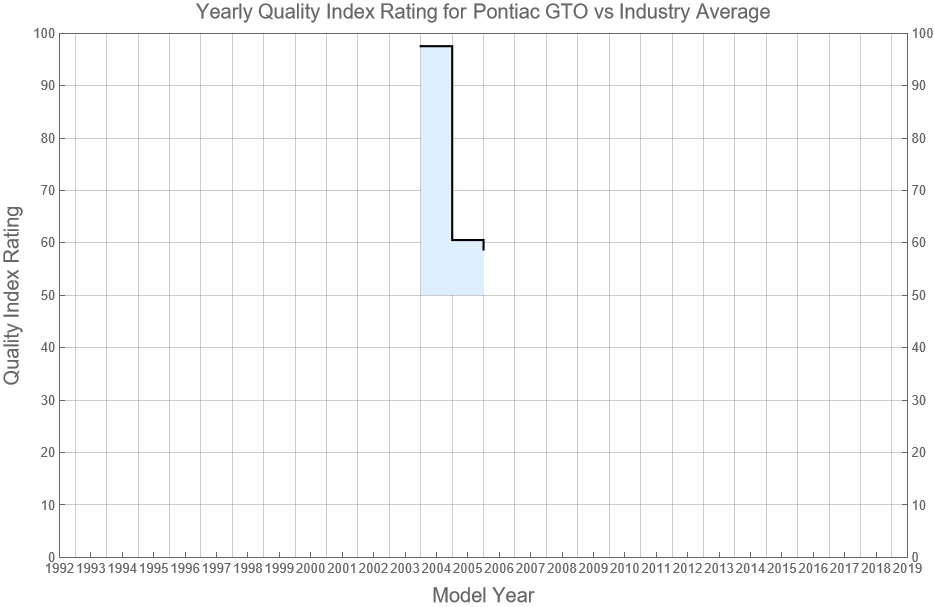 Yearly Quality Index Rating for Pontiac GTO vs Industry Average
100 100
90 90
80 80
70 70
60 60
50 50
40 40
30 30
20 20
10 10
0 0
Quality Index Rating
1992 1993 1994 1995 1996 1997 1998 1999 2000 2001 2002 2003 2004 2005 2006 2007 2008 2009 2010 2011 2012 2013 2014 2015 2016 2017 2018 2019
Model Year